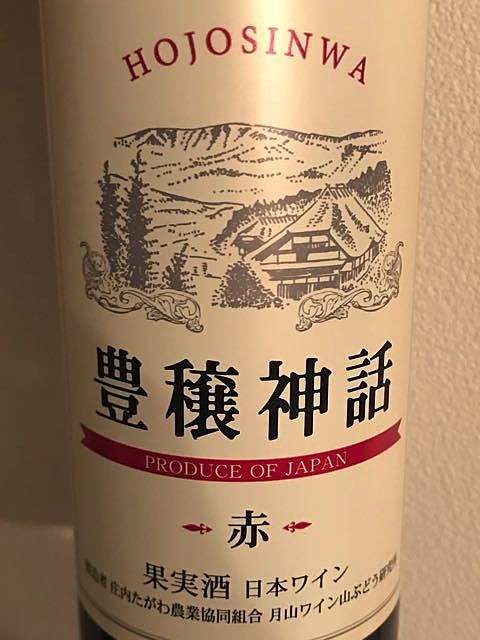 HOJOSINWA
豊穣神話
PRODUCE OF JAPAN
赤
果実酒 日本ワイン
製造者 庄内たがわ農業協同組合 月山ワイン山ぶどう研究所